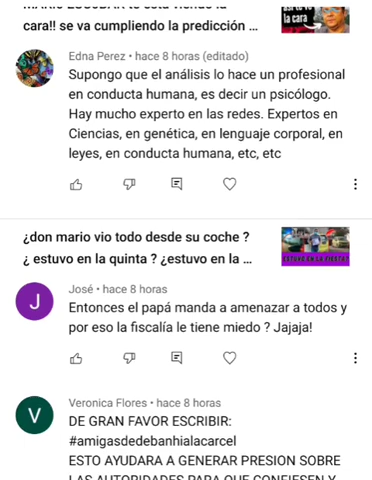 cara!! se va cumpliendo la predicción ...
la cara
Edna Perez • hace 8 horas (editado)
Supongo que el análisis lo hace un profesional
en conducta humana, es decir un psicólogo.
Hay mucho experto en las redes. Expertos en
Ciencias, en genética, en lenguaje corporal, en
leyes, en conducta humana, etc, etc
¿don mario vio todo desde su coche ?
¿ estuvo en la quinta ? ¿estuvo en la ...
ESTUVO EN LA FIESTA?
J
José • hace 8 horas
Entonces el papá manda a amenazar a todos y
por eso la fiscalía le tiene miedo ? Jajaja!
V
Veronica Flores • hace 8 horas
DE GRAN FAVOR ESCRIBIR:
#amigasdedebanhialacarcel
ESTO AYUDARA A GENERAR PRESION SOBRE
LAS AUTORIDADES PARA QUE CONFIESEN Y